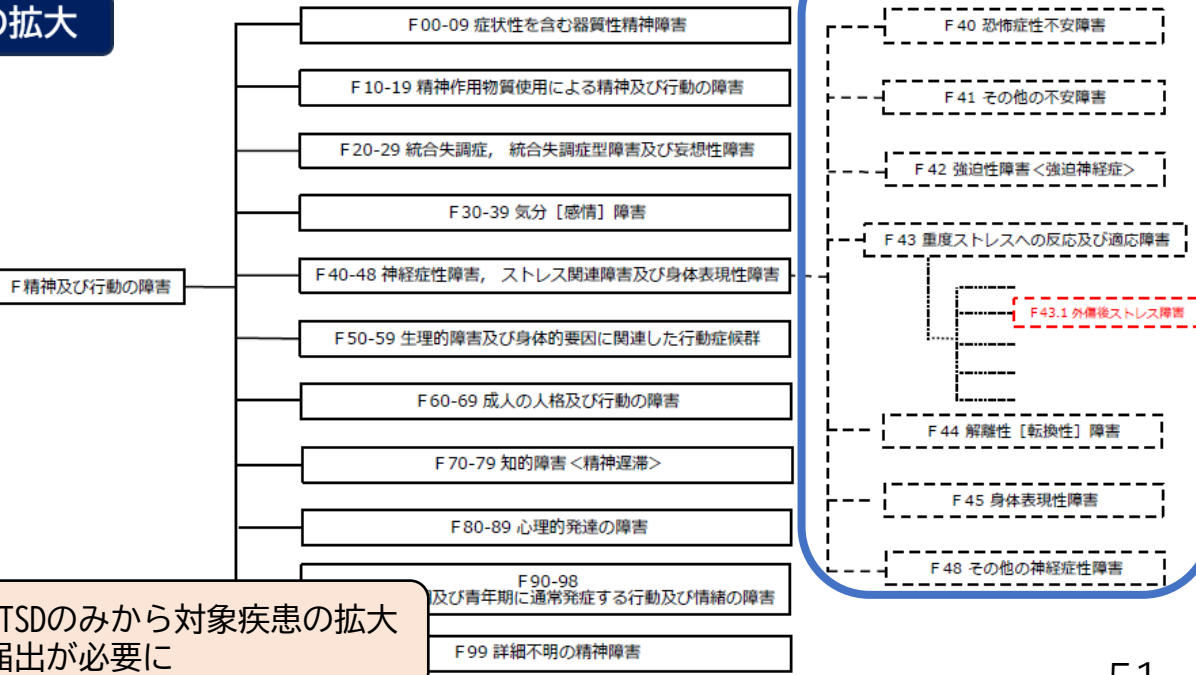 の拡大
F精神及び行動の障害
F00-09 症状性を含む器質性精神障害
F10-19 精神作用物質使用による精神及び行動の障害
F20-29 統合失調症, 統合失調症型障害及び妄想性障害
F30-39 気分[感情]障害
F40-48 神経症性障害, ストレス関連障害及び身体表現性障害
F50-59 生理的障害及び身体的要因に関連した行動症候群
F60-69 成人の人格及び行動の障害
F70-79 知的障害<精神遅滞>
F80-89 心理的発達の障害
F90-98
及び青年期に通常発症する行動及び情緒の障害
F99 詳細不明の精神障害
F40 恐怖症性不安障害
F41 その他の不安障害
F42 強迫性障害<強迫神経症>
F43 重度ストレスへの反応及び適応障害
F43.1 外傷後ストレス障害
F44 解離性[転換性]障害
F45 身体表現性障害
F48 その他の神経症性障害
TSDのみから対象疾患の拡大
届出が必要に